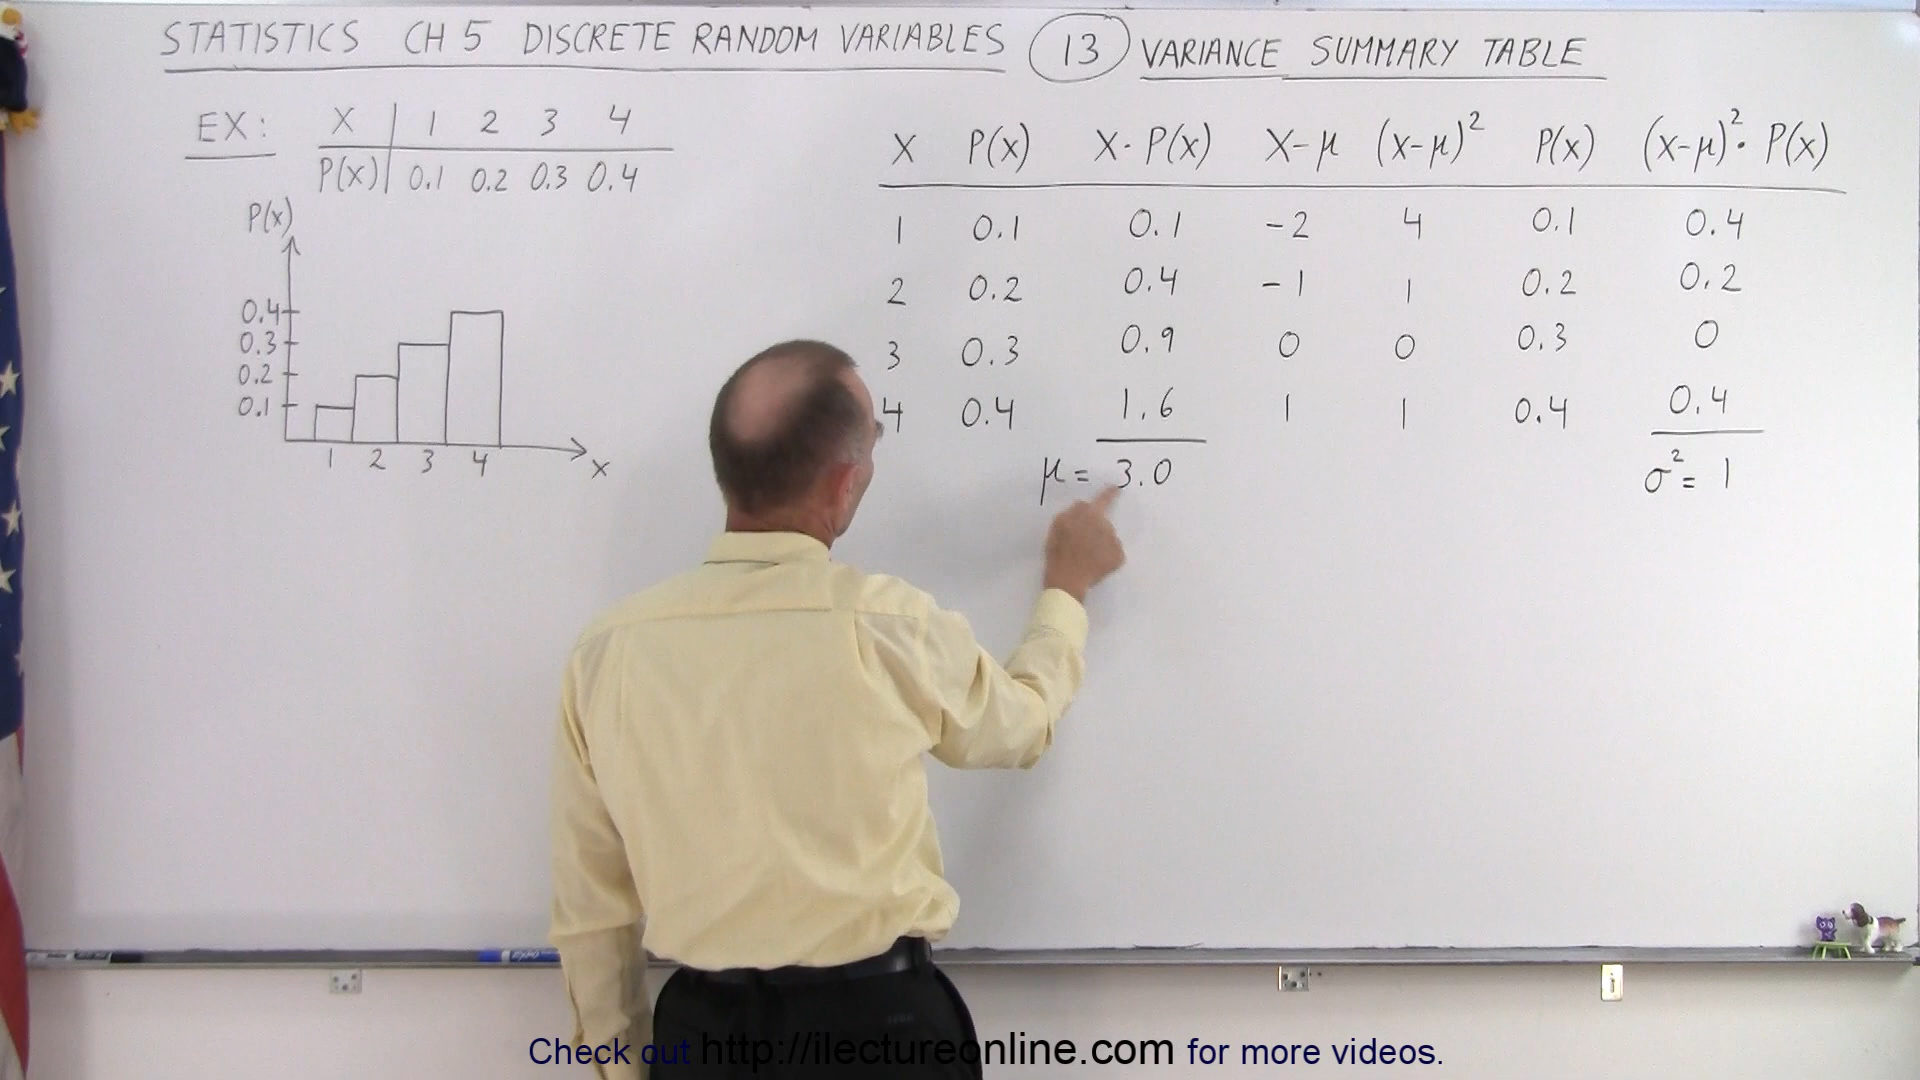 STATISTICS CH 5 DISCRETE RANDOM VARIABLES 13 VARIANCE SUMMARY TABLE
EX: X 1 2 3 4
P(x) 0.1 0.2 0.3 0.4
P(x)
0.4
0.3
0.2
0.1
1 2 3 4 x
X P(x) X· P(x) X-μ (x-μ)² P(x) (x-μ)²· P(x)
1 0.1 0.1 -2 4 0.1 0.4
2 0.2 0.4 -1 1 0.2 0.2
3 0.3 0.9 0 0 0.3 0
4 0.4 1.6 1 1 0.4 0.4
μ = 3.0 σ² = 1
Check out http://ilectureonline.com for more videos.